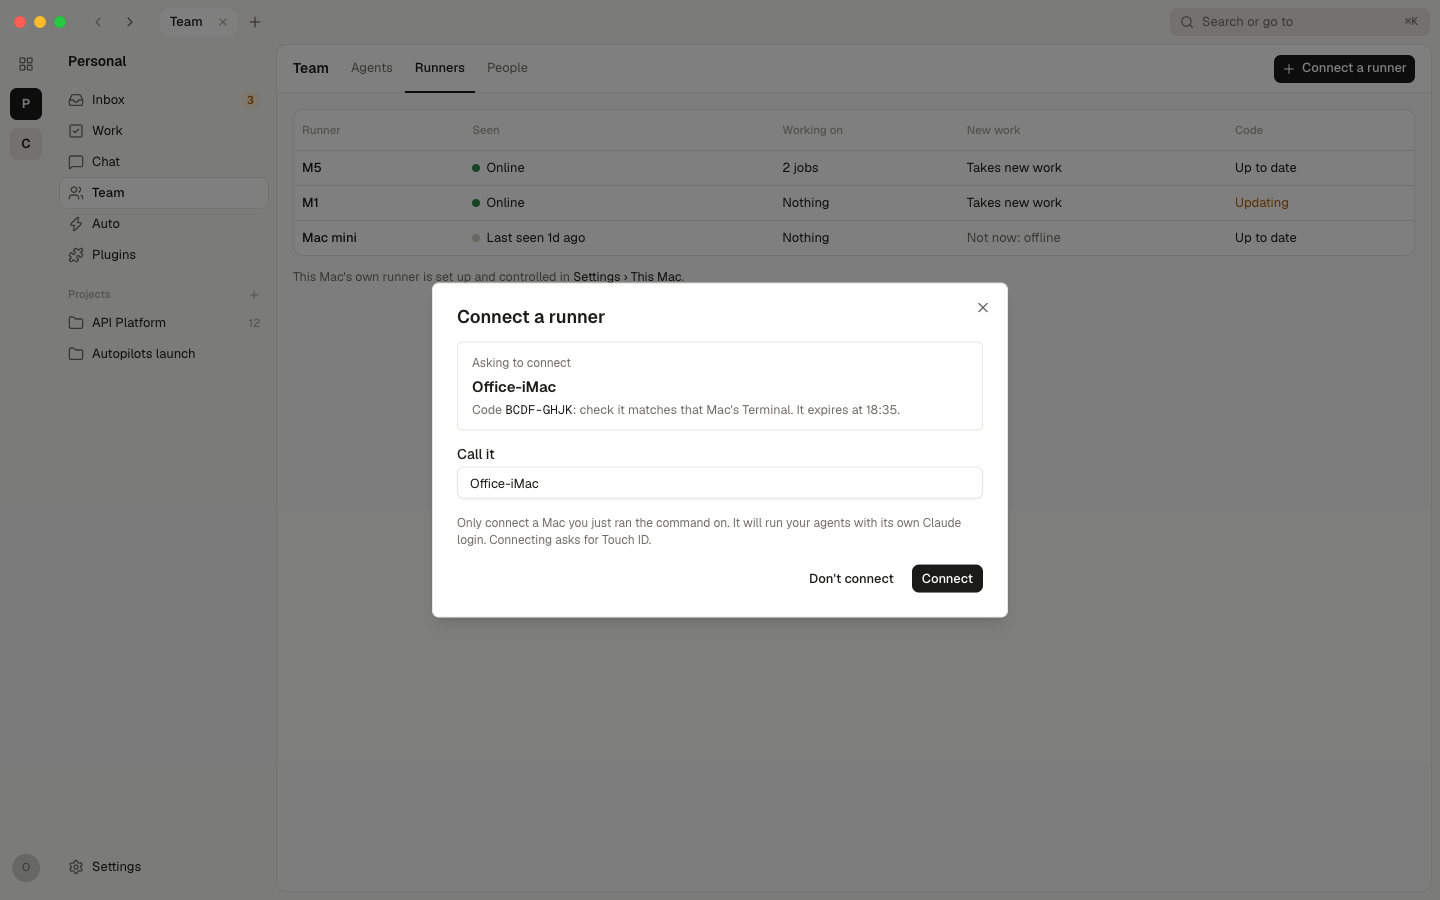 Team
Search or go to
⌘K
Personal
P
C
Inbox
3
Work
Chat
Team
Auto
Plugins
Projects
API Platform
12
Autopilots launch
O
Settings
Team
Agents
Runners
People
Connect a runner
Runner
Seen
Working on
New work
Code
M5
Online
2 jobs
Takes new work
Up to date
M1
Online
Nothing
Takes new work
Updating
Mac mini
Last seen 1d ago
Nothing
Not now: offline
Up to date
This Mac's own runner is set up and controlled in Settings › This Mac.
Connect a runner
Asking to connect
Office-iMac
Code BCDF-GHJK: check it matches that Mac's Terminal. It expires at 18:35.
Call it
Office-iMac
Only connect a Mac you just ran the command on. It will run your agents with its own Claude
login. Connecting asks for Touch ID.
Don't connect
Connect